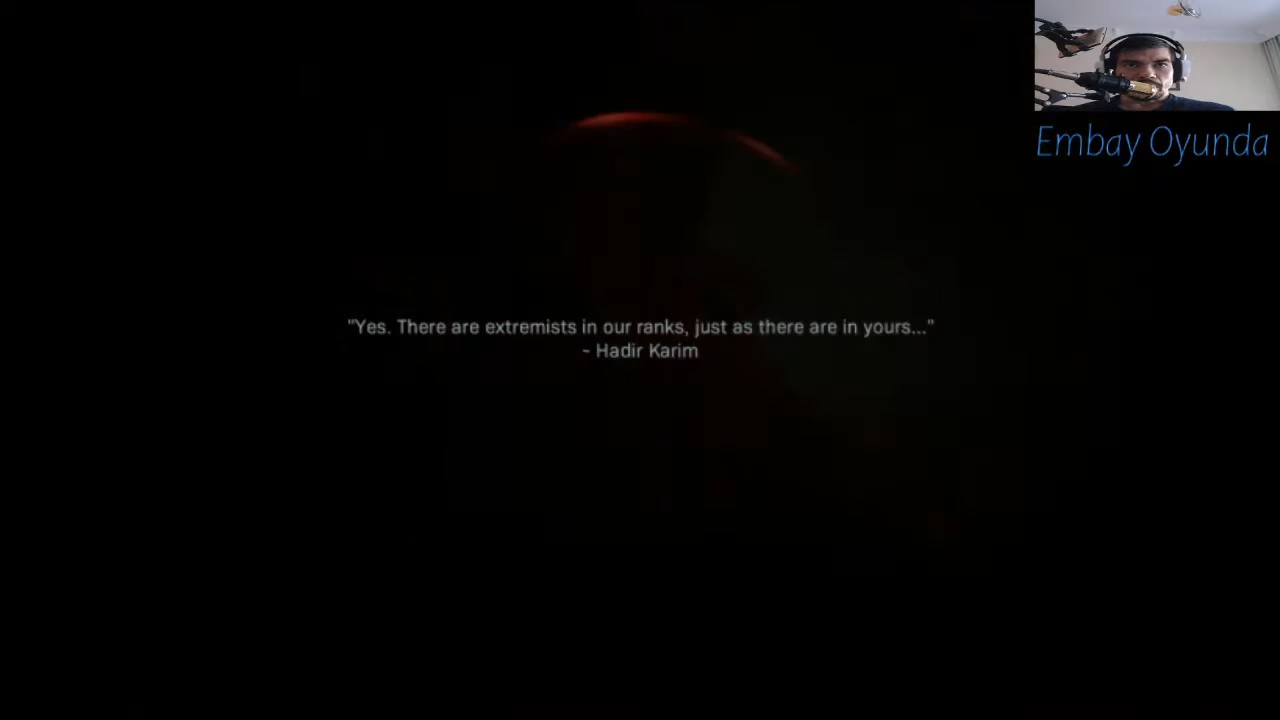 Embay Oyunda
"Yes. There are extremists in our ranks, just as there are in yours..."
~ Hadir Karim